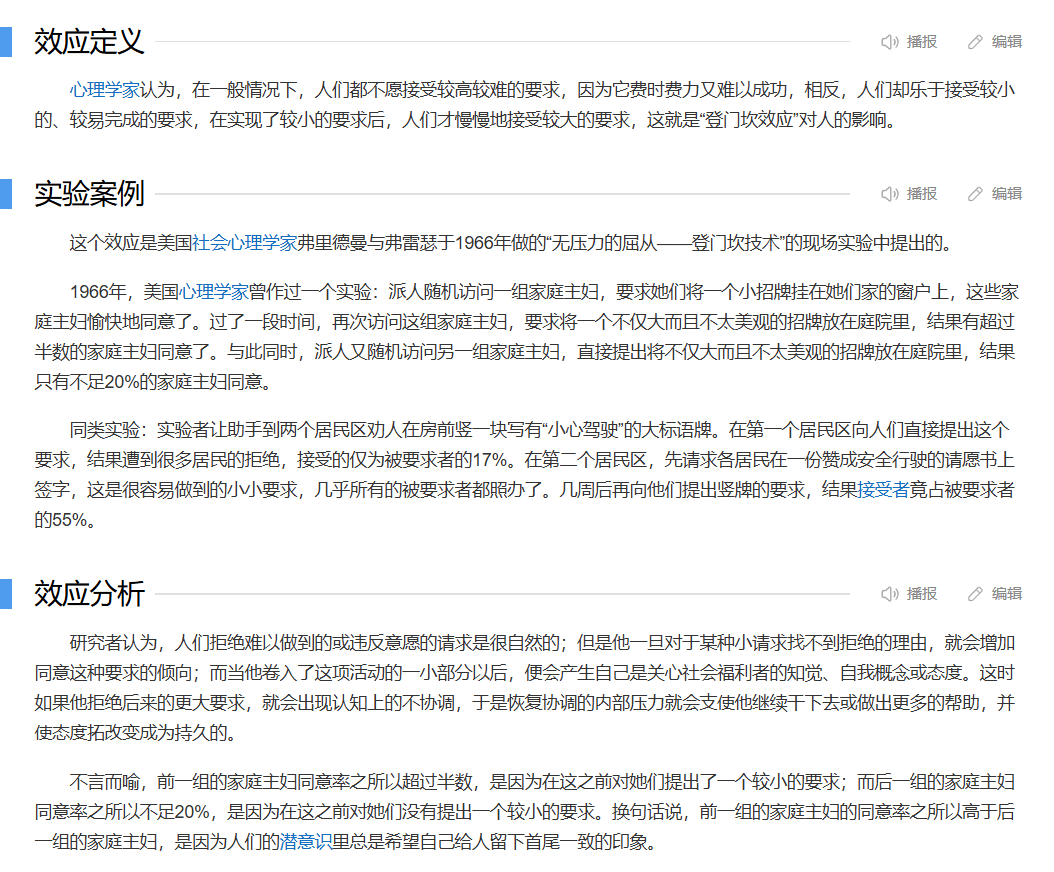 效应定义 播报 编辑
心理学家认为，在一般情况下，人们都不愿接受较高较难的要求，因为它费时费力又难以成功，相反，人们却乐于接受较小
的、较易完成的要求，在实现了较小的要求后，人们才慢慢地接受较大的要求，这就是“登门坎效应”对人的影响。
实验案例 播报 编辑
这个效应是美国社会心理学家弗里德曼与弗雷瑟于1966年做的“无压力的屈从——登门坎技术”的现场实验中提出的。
1966年，美国心理学家曾作过一个实验：派人随机访问一组家庭主妇，要求她们将一个小招牌挂在她们家的窗户上，这些家
庭主妇愉快地同意了。过了一段时间，再次访问这组家庭主妇，要求将一个不仅大而且不太美观的招牌放在庭院里，结果有超过
半数的家庭主妇同意了。与此同时，派人又随机访问另一组家庭主妇，直接提出将不仅大而且不太美观的招牌放在庭院里，结果
只有不足20%的家庭主妇同意。
同类实验：实验者让助手到两个居民区劝人在房前竖一块写有“小心驾驶”的大标语牌。在第一个居民区向人们直接提出这个
要求，结果遭到很多居民的拒绝，接受的仅为被要求者的17%。在第二个居民区，先请求各居民在一份赞成安全行驶的请愿书上
签字，这是很容易做到的小小要求，几乎所有的被要求者都照办了。几周后再向他们提出竖牌的要求，结果接受者竟占被要求者
的55%。
效应分析 播报 编辑
研究者认为，人们拒绝难以做到的或违反意愿的请求是很自然的；但是他一旦对于某种小请求找不到拒绝的理由，就会增加
同意这种要求的倾向；而当他卷入了这项活动的一小部分以后，便会产生自己是关心社会福利者的知觉、自我概念或态度。这时
如果他拒绝后来的更大要求，就会出现认知上的不协调，于是恢复协调的内部压力就会支使他继续干下去或做出更多的帮助，并
使态度拓改变成为持久的。
不言而喻，前一组的家庭主妇同意率之所以超过半数，是因为在这之前对她们提出了一个较小的要求；而后一组的家庭主妇
同意率之所以不足20%，是因为在这之前对她们没有提出一个较小的要求。换句话说，前一组的家庭主妇的同意率之所以高于后
一组的家庭主妇，是因为人们的潜意识里总是希望自己给人留下首尾一致的印象。